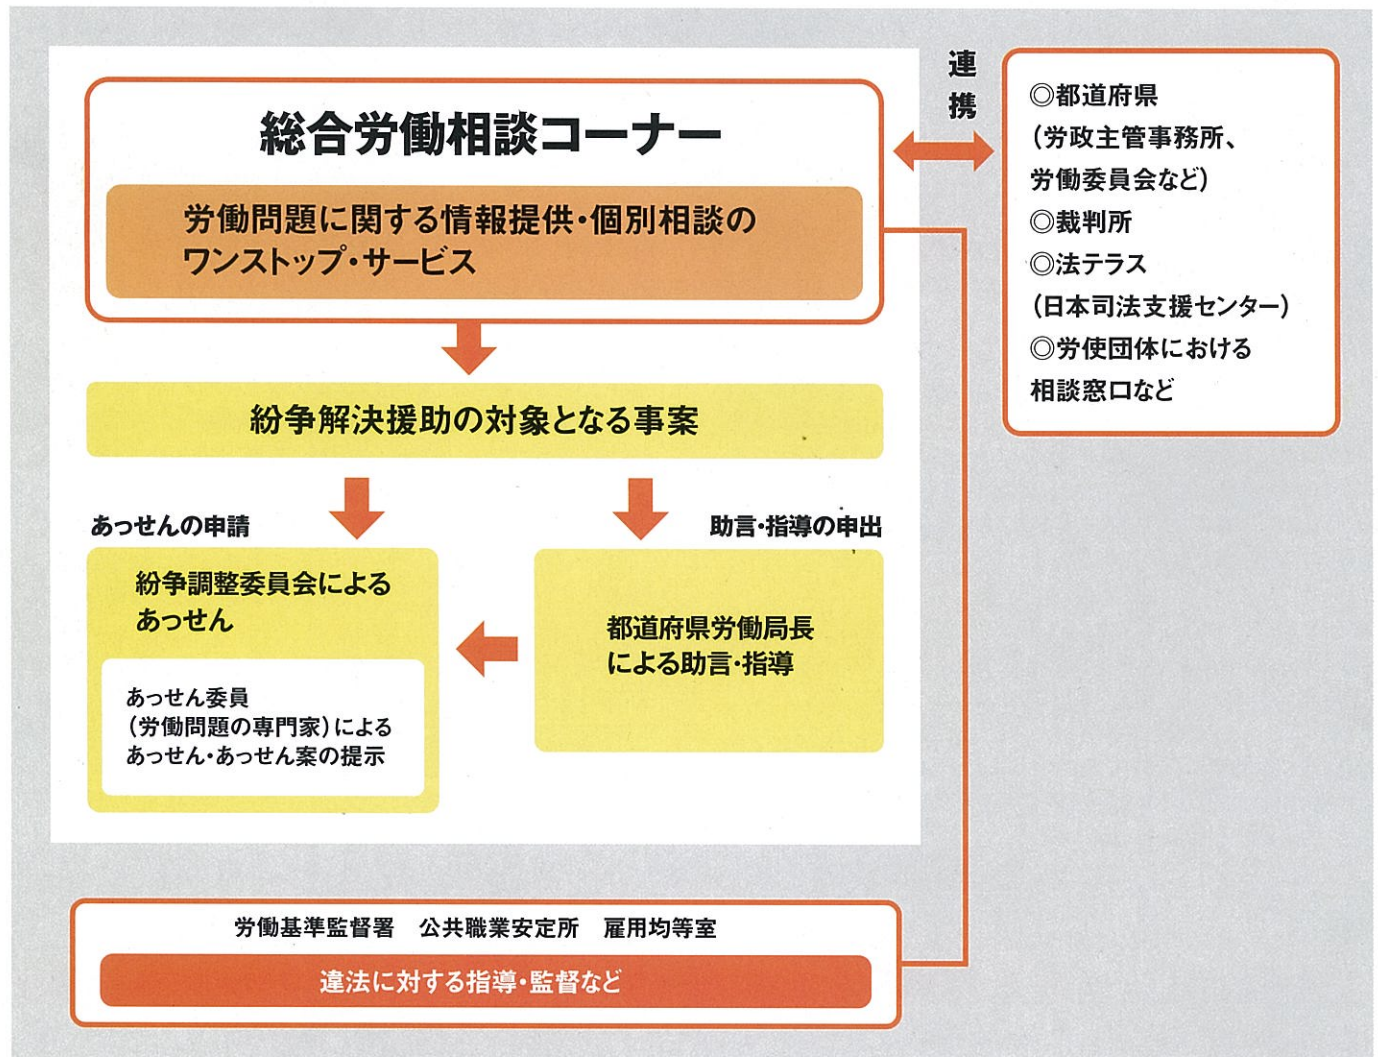 総合労働相談コーナー
労働問題に関する情報提供・個別相談の
ワンストップ・サービス
連
携
◎都道府県
(労政主管事務所、
労働委員会など)
◎裁判所
◎法テラス
(日本司法支援センター)
◎労使団体における
相談窓口など
紛争解決援助の対象となる事案
あっせんの申請
助言・指導の申出
紛争調整委員会による
あっせん
あっせん委員
(労働問題の専門家)による
あっせん・あっせん案の提示
都道府県労働局長
による助言・指導
労働基準監督署　公共職業安定所　雇用均等室
違法に対する指導・監督など